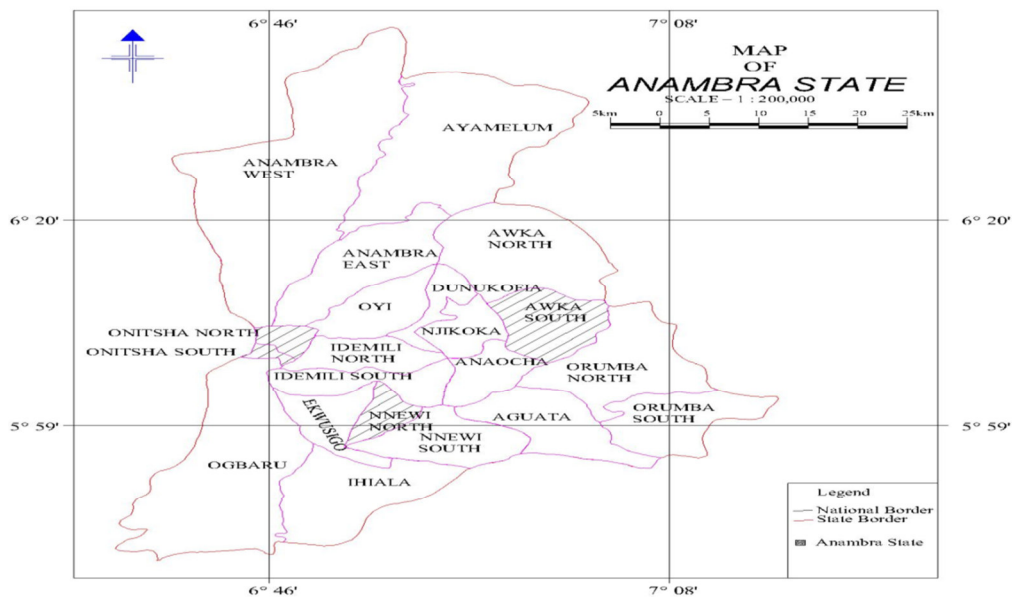 6° 46'
7° 08'
MAP
OF
ANAMBRA STATE
SCALE - 1 : 200,000
5km 0 5 10 15 20 25km
AYAMELUM
ANAMBRA
WEST
6° 20'
6° 20'
AWKA
NORTH
ANAMBRA
EAST
DUNUKOFIA
OYI
AWKA
SOUTH
ONITSHA NORTH
NJIKOKA
ONITSHA SOUTH
IDEMILI
NORTH
ANAOCHA
ORUMBA
NORTH
IDEMILI SOUTH
EKWUSIGO
NNEWI
NORTH
AGUATA
ORUMBA
SOUTH
5° 59'
5° 59'
NNEWI
SOUTH
OGBARU
IHIALA
Legend
National Border
State Border
Anambra State
6° 46'
7° 08'